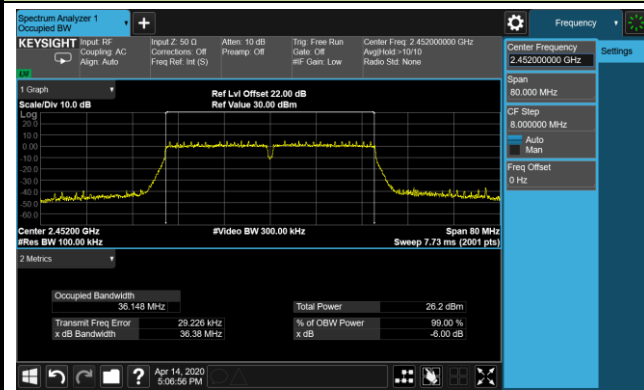 Spectrum Analyzer 1
Occupied BW
Frequency
KEYSIGHT
Input: RF
Coupling: AC
Align: Auto
Input Z: 50 Ω
Corrections: Off
Freq Ref: Int (S)
Atten: 10 dB
Preamp: Off
Trig: Free Run
Gate: Off
#IF Gain: Low
Center Freq: 2.452000000 GHz
Avg|Hold:>10/10
Radio Std: None
Center Frequency
2.452000000 GHz
Settings
Span
80.000 MHz
CF Step
8.000000 MHz
Auto
Man
Freq Offset
0 Hz
1 Graph
Scale/Div 10.0 dB
Ref Lvl Offset 22.00 dB
Ref Value 30.00 dBm
Log
20.0
10.0
0.00
-10.0
-20.0
-30.0
-40.0
-50.0
-60.0
Center 2.45200 GHz
#Video BW 300.00 kHz
Span 80 MHz
#Res BW 100.00 kHz
Sweep 7.73 ms (2001 pts)
2 Metrics
Occupied Bandwidth
36.148 MHz
Total Power 26.2 dBm
Transmit Freq Error 29.226 kHz
% of OBW Power 99.00 %
x dB Bandwidth 36.38 MHz
x dB -6.00 dB
Apr 14, 2020
5:06:56 PM